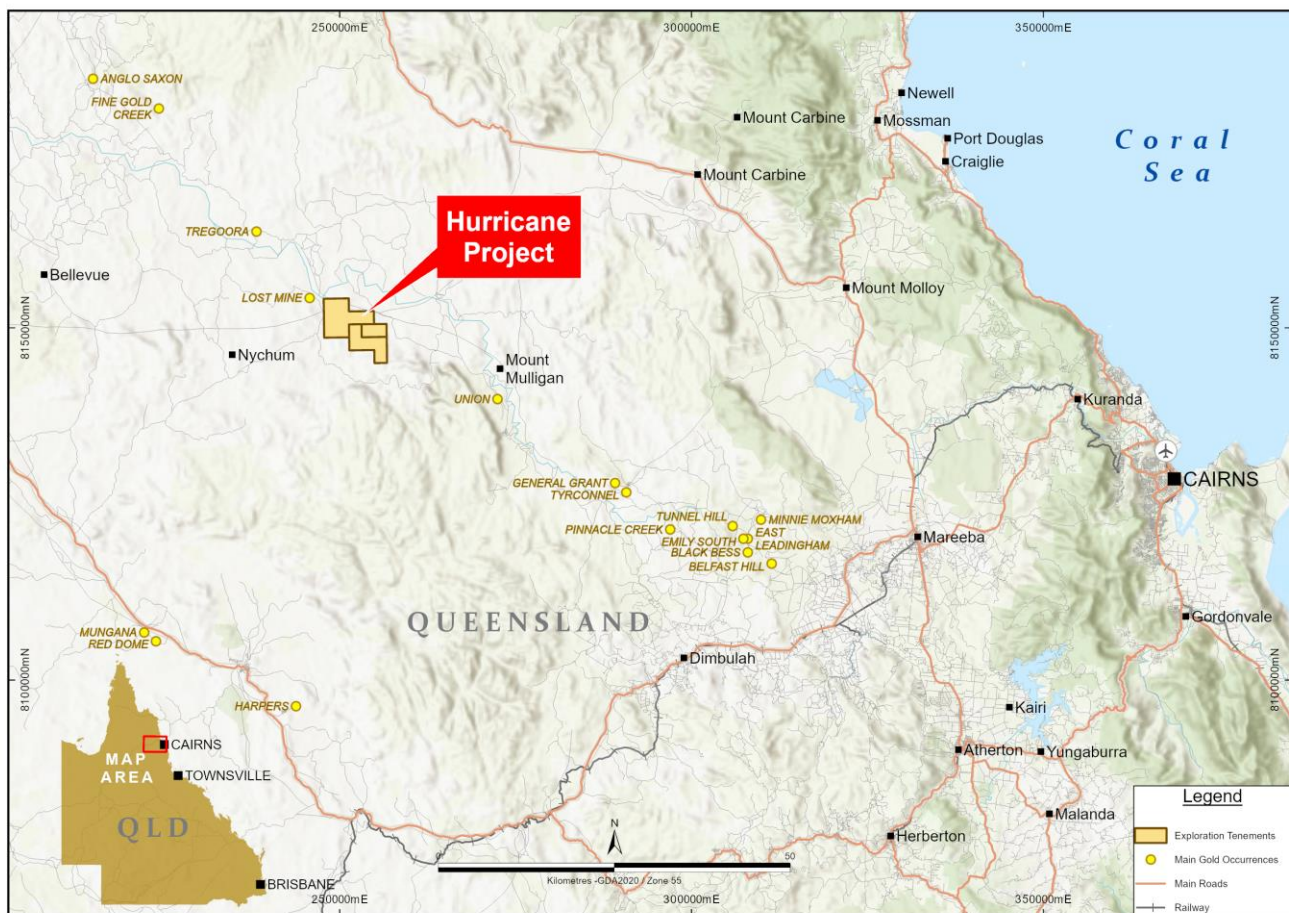 250000mE
300000mE
350000mE
ANGLO SAXON
FINE GOLD
CREEK
Newell
Mount Carbine
Mossman
Port Douglas
Craiglie
Coral
Sea
Mount Carbine
Hurricane
Project
TREGOORA
Bellevue
LOST MINE
Mount Molloy
8150000mN
8150000mN
Nychum
Mount
Mulligan
UNION
Kuranda
GENERAL GRANT
TYRCONNEL
CAIRNS
TUNNEL HILL
MINNIE MOXHAM
PINNACLE CREEK
EAST
LEADINGHAM
EMILY SOUTH
BLACK BESS
BELFAST HILL
Mareeba
QUEENSLAND
Gordonvale
MUNGANA
RED DOME
Dimbulah
8100000mN
8100000mN
HARPERS
Kairi
Atherton
Yungaburra
CAIRNS
MAP
AREA
TOWNSVILLE
QLD
BRISBANE
Malanda
Herberton
N
0
50
Kilometres -GDA2020 / Zone 55
Legend
Exploration Tenements
Main Gold Occurrences
Main Roads
Railway
250000mE
300000mE
350000mE